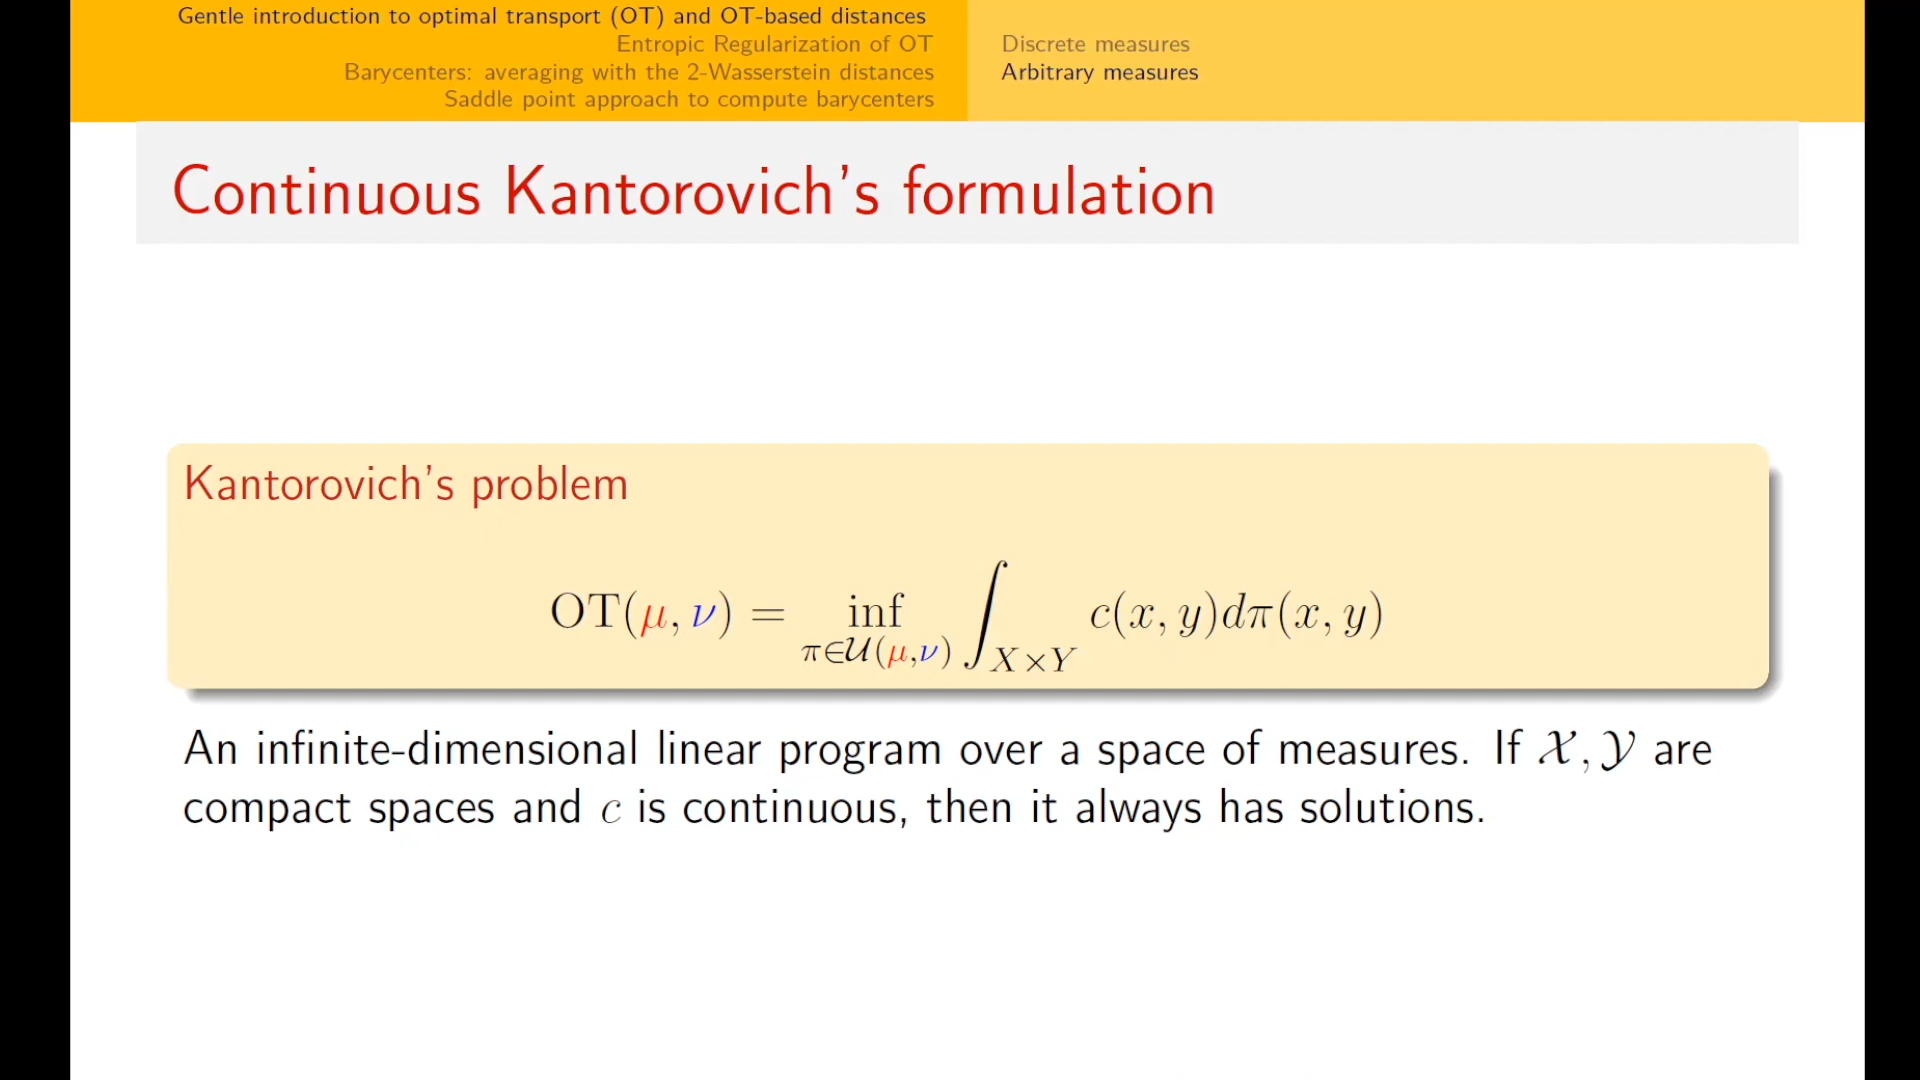 Gentle introduction to optimal transport (OT) and OT-based distances
Entropic Regularization of OT
Barycenters: averaging with the 2-Wasserstein distances
Saddle point approach to compute barycenters
Discrete measures
Arbitrary measures
Continuous Kantorovich's formulation
Kantorovich's problem
OT(μ, ν) = inf_{π∈𝒰(μ,ν)} ∫_{X×Y} c(x, y)dπ(x, y)
An infinite-dimensional linear program over a space of measures. If 𝒳, 𝒴 are
compact spaces and c is continuous, then it always has solutions.